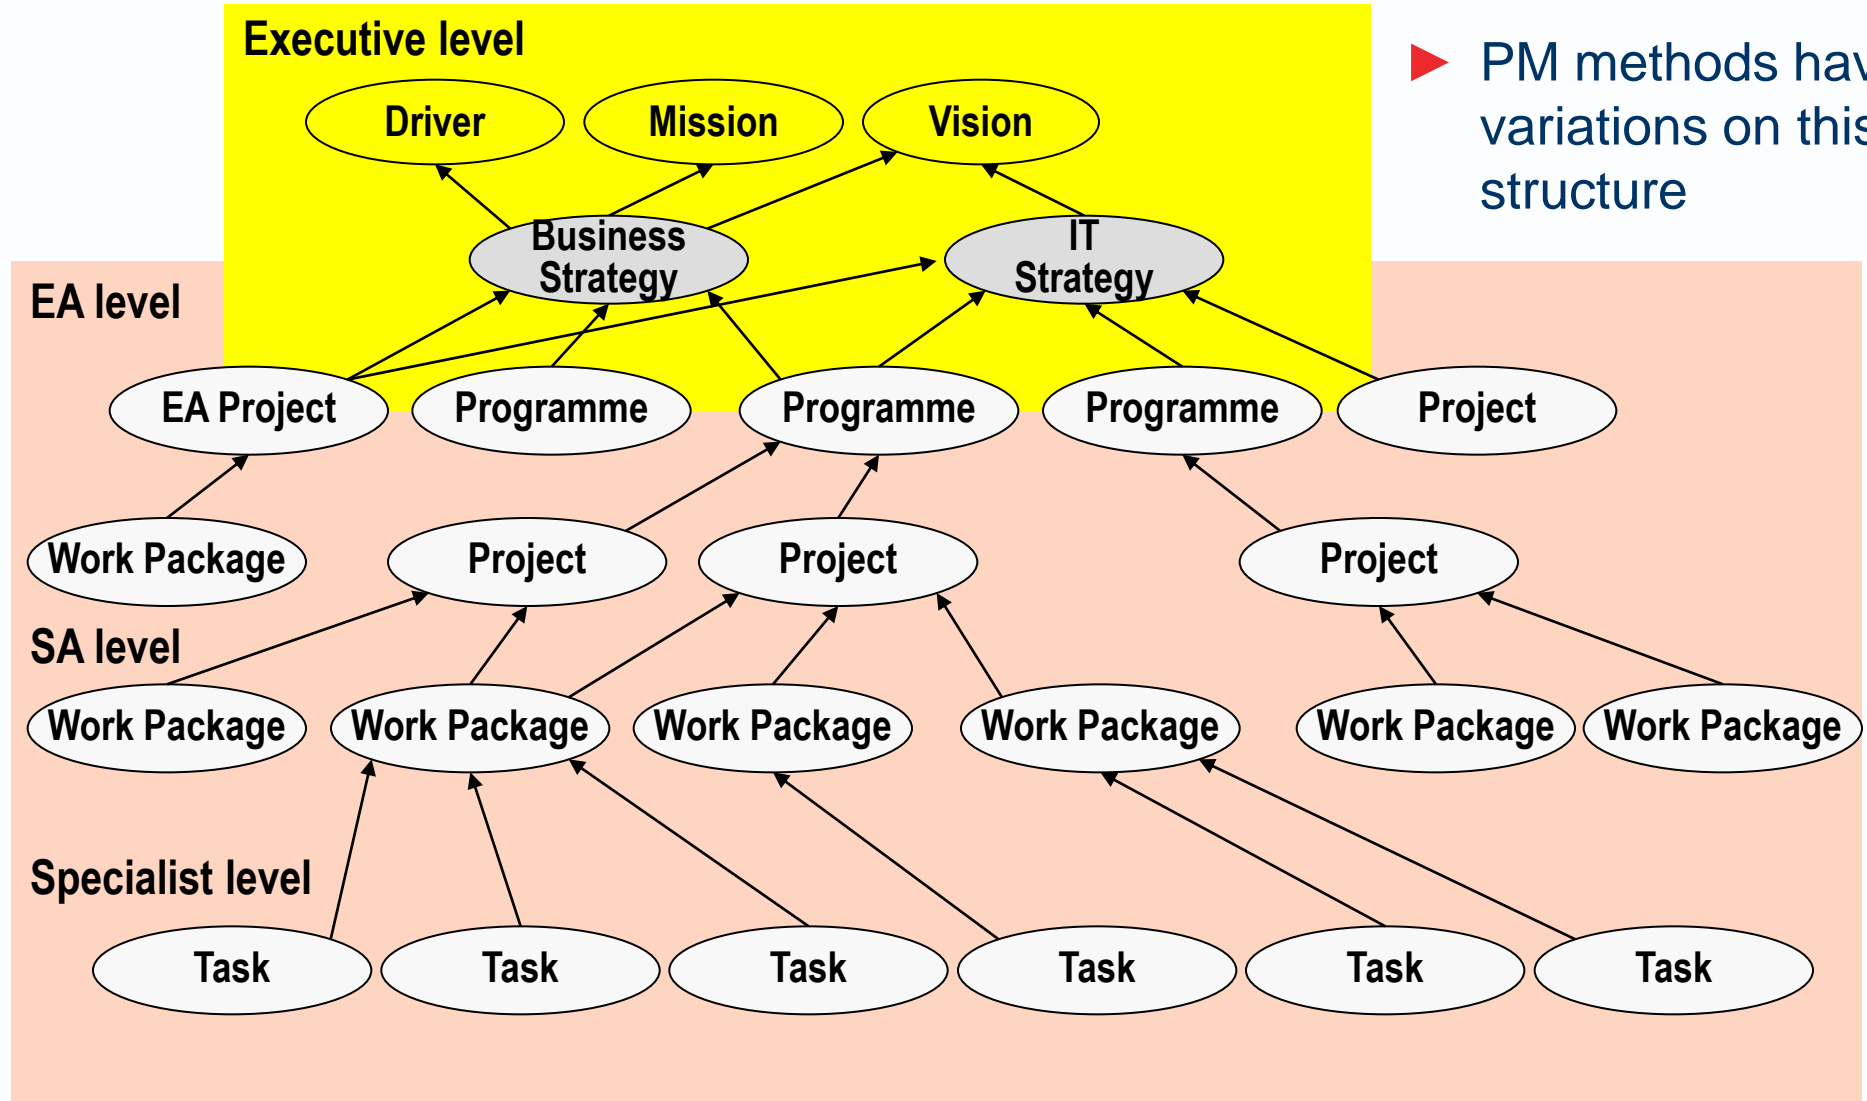 Executive level
Driver
Mission
Vision
PM methods hav
variations on this
structure
Business
Strategy
IT
Strategy
EA level
EA Project
Programme
Programme
Programme
Project
Work Package
Project
Project
Project
SA level
Work Package
Work Package
Work Package
Work Package
Work Package
Work Package
Specialist level
Task
Task
Task
Task
Task
Task